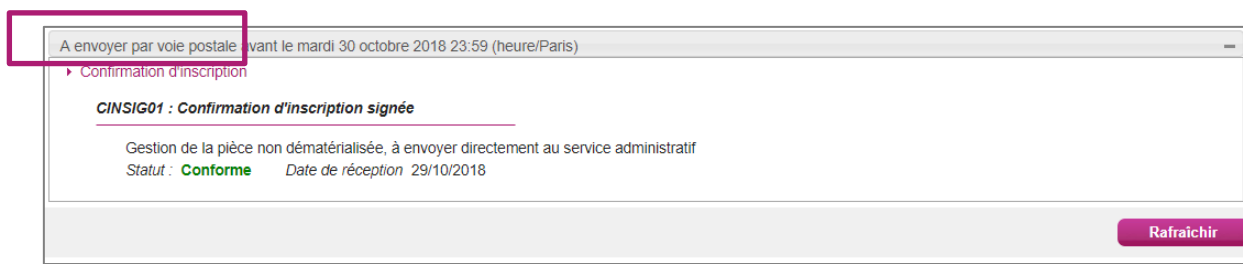 A envoyer par voie postale avant le mardi 30 octobre 2018 23:59 (heure/Paris)
Confirmation d'inscription
CINSIG01 : Confirmation d'inscription signée
Gestion de la pièce non dématérialisée, à envoyer directement au service administratif
Statut : Conforme Date de réception 29/10/2018
Rafraîchir